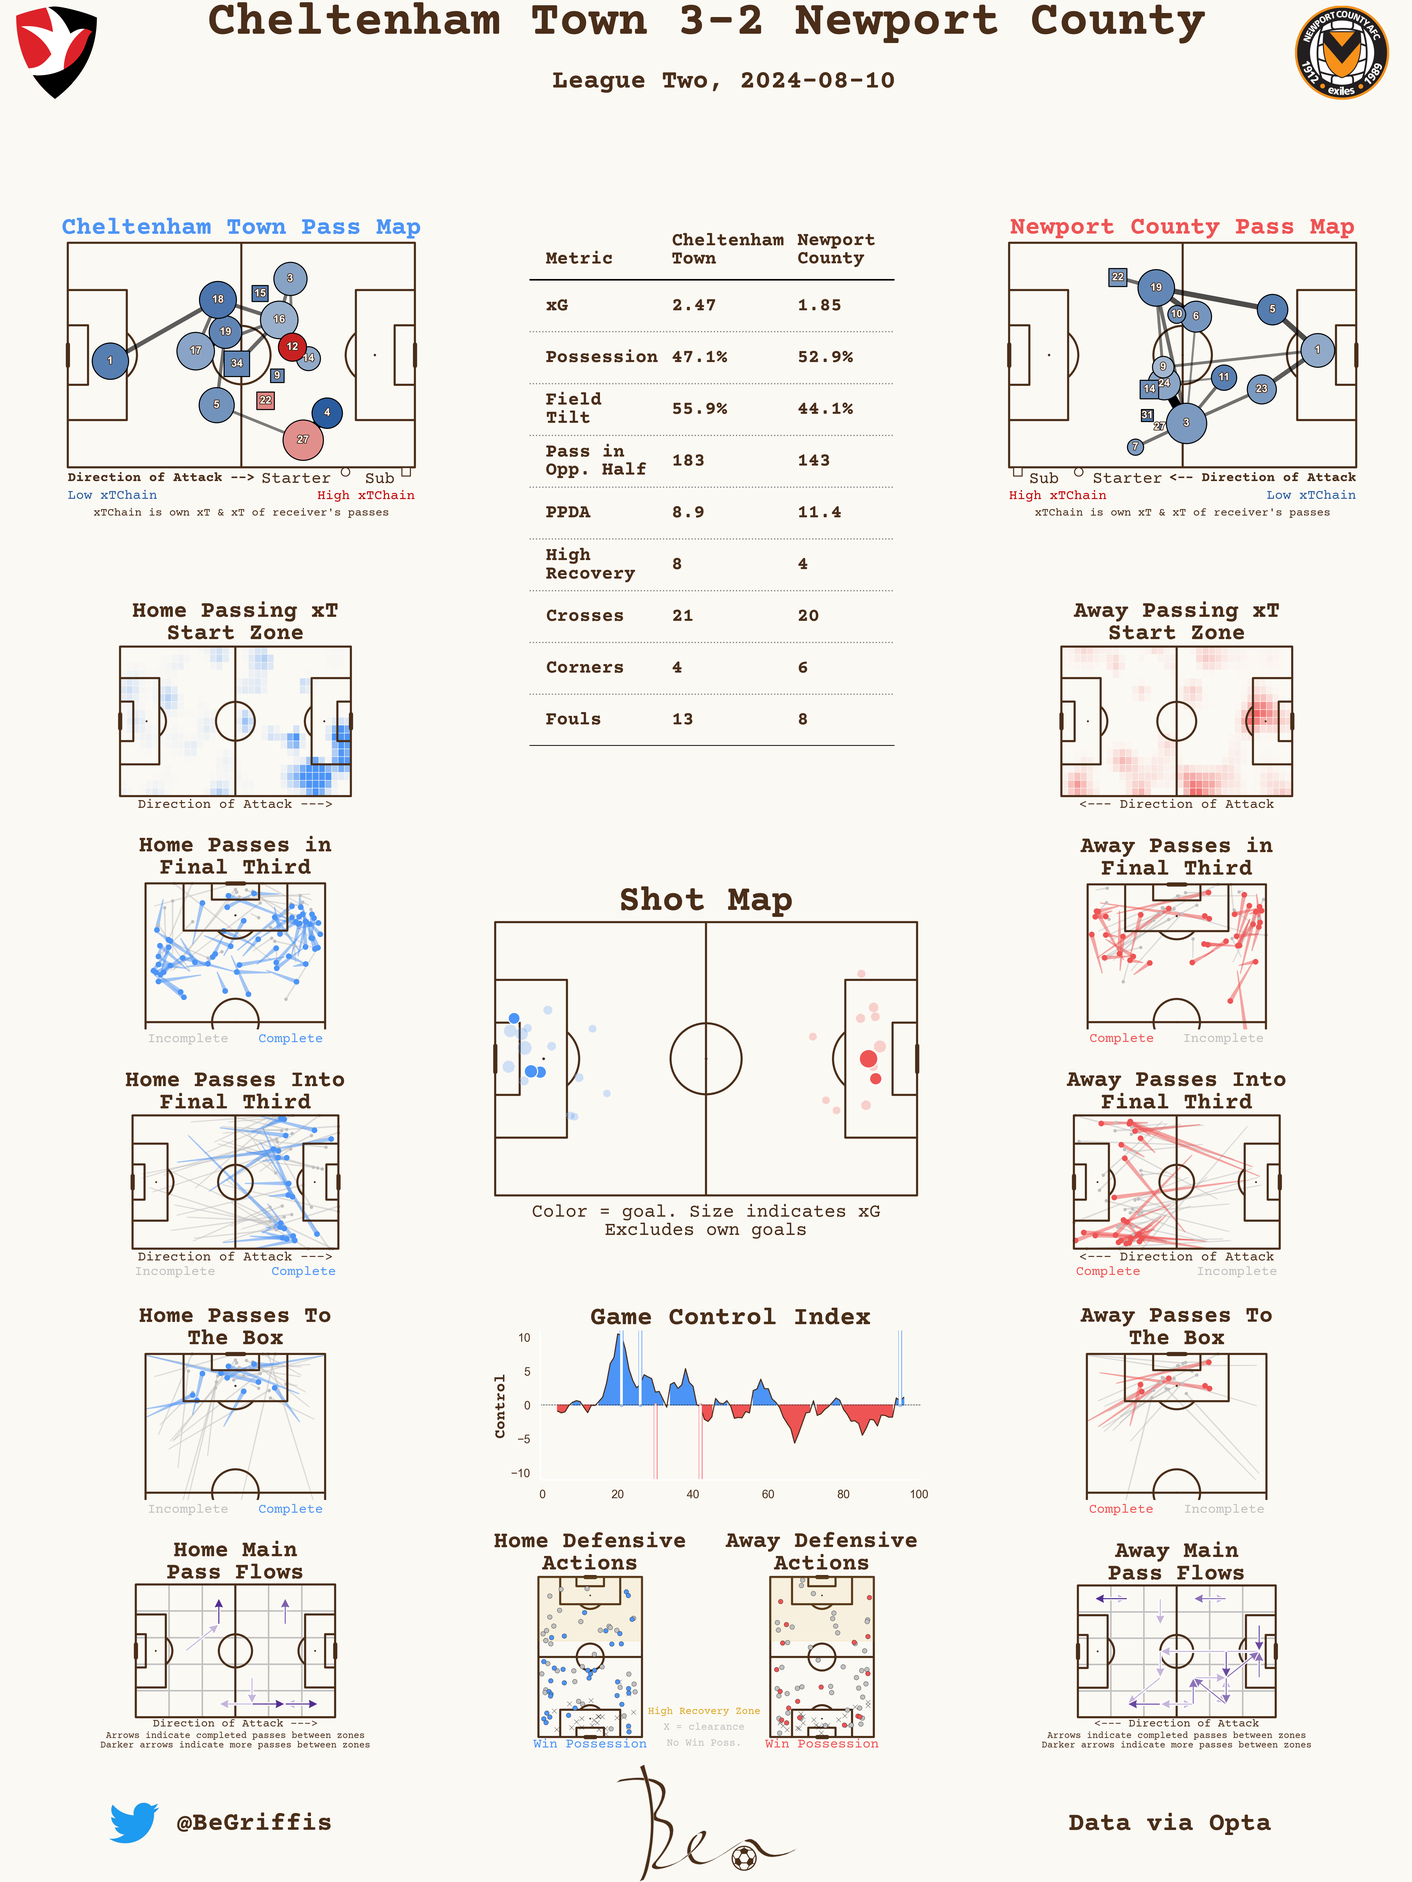 Cheltenham Town 3-2 Newport County
League Two, 2024-08-10
NEWPORT COUNTY AFC
1912 exiles 1989
Cheltenham Town Pass Map
3
15
18
16
19
12
17
14
34
1
9
22
5
4
27
Direction of Attack --> Starter Sub
Low xTChain High xTChain
xTChain is own xT & xT of receiver's passes
Metric Cheltenham Town Newport County
xG 2.47 1.85
Possession 47.1% 52.9%
Field Tilt 55.9% 44.1%
Pass in Opp. Half 183 143
PPDA 8.9 11.4
High Recovery 8 4
Crosses 21 20
Corners 4 6
Fouls 13 8
Newport County Pass Map
22
19
5
10
6
1
9
11
24
14
23
31
3
27
7
Sub Starter <-- Direction of Attack
High xTChain Low xTChain
xTChain is own xT & xT of receiver's passes
Home Passing xT
Start Zone
Direction of Attack --->
Away Passing xT
Start Zone
<--- Direction of Attack
Home Passes in
Final Third
Incomplete Complete
Away Passes in
Final Third
Complete Incomplete
Shot Map
Color = goal. Size indicates xG
Excludes own goals
Home Passes Into
Final Third
Direction of Attack --->
Incomplete Complete
Away Passes Into
Final Third
<--- Direction of Attack
Complete Incomplete
Home Passes To
The Box
Incomplete Complete
Game Control Index
Control
10
5
0
−5
−10
0 20 40 60 80 100
Away Passes To
The Box
Complete Incomplete
Home Main
Pass Flows
Direction of Attack --->
Arrows indicate completed passes between zones
Darker arrows indicate more passes between zones
Home Defensive
Actions
Win Possession
High Recovery Zone
X = clearance
No Win Poss.
Away Defensive
Actions
Win Possession
Away Main
Pass Flows
<--- Direction of Attack
Arrows indicate completed passes between zones
Darker arrows indicate more passes between zones
@BeGriffis
Ben
Data via Opta